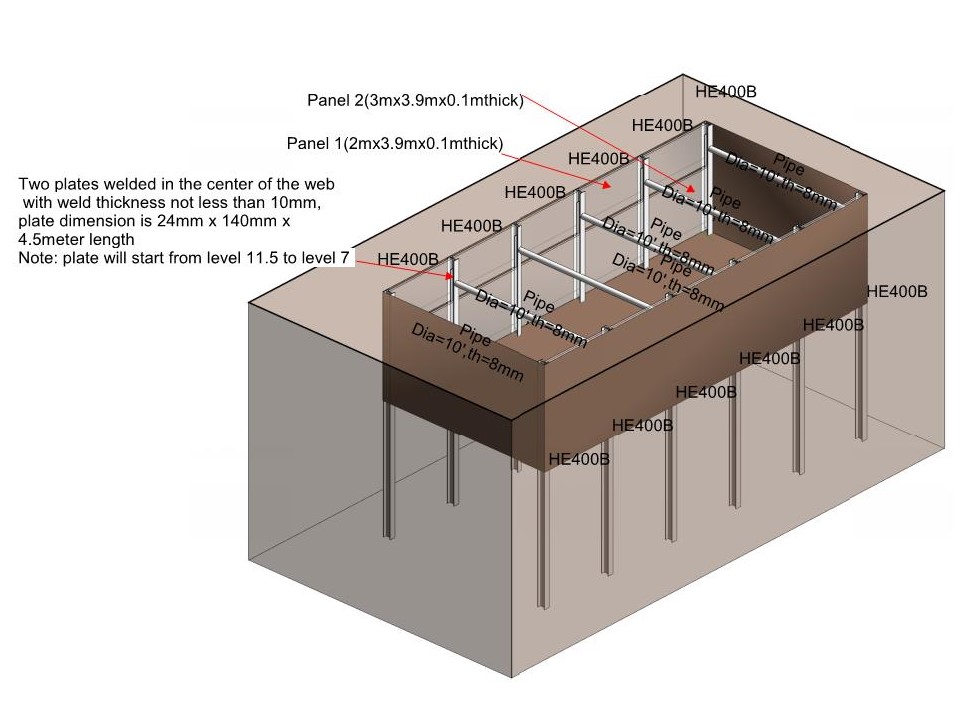 HE400B
Panel 2(3mx3.9mx0.1mthick)
HE400B
Panel 1(2mx3.9mx0.1mthick)
HE400B
Pipe
Dia=10',th=8mm
Two plates welded in the center of the web
with weld thickness not less than 10mm,
plate dimension is 24mm x 140mm x
4.5meter length
Note: plate will start from level 11.5 to level 7
HE400B
Pipe
Dia=10',th=8mm
HE400B
Pipe
Dia=10',th=8mm
HE400B
Pipe
Dia=10',th=8mm
Pipe
Dia=10',th=8mm
Pipe
Dia=10',th=8mm
HE400B
HE400B
HE400B
HE400B
HE400B
HE400B